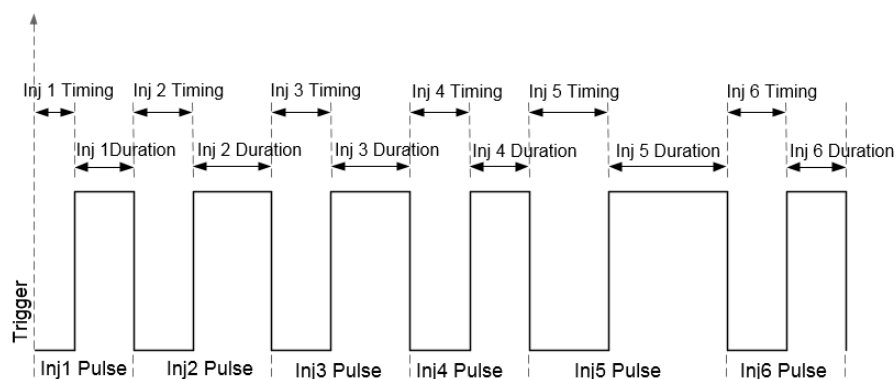 Inj 1 Timing Inj 2 Timing Inj 3 Timing Inj 4 Timing Inj 5 Timing Inj 6 Timing
Inj 1Duration Inj 2 Duration Inj 3 Duration Inj 4 Duration Inj 5 Duration Inj 6 Duration
Trigger
Inj1 Pulse Inj2 Pulse Inj3 Pulse Inj4 Pulse Inj5 Pulse Inj6 Pulse